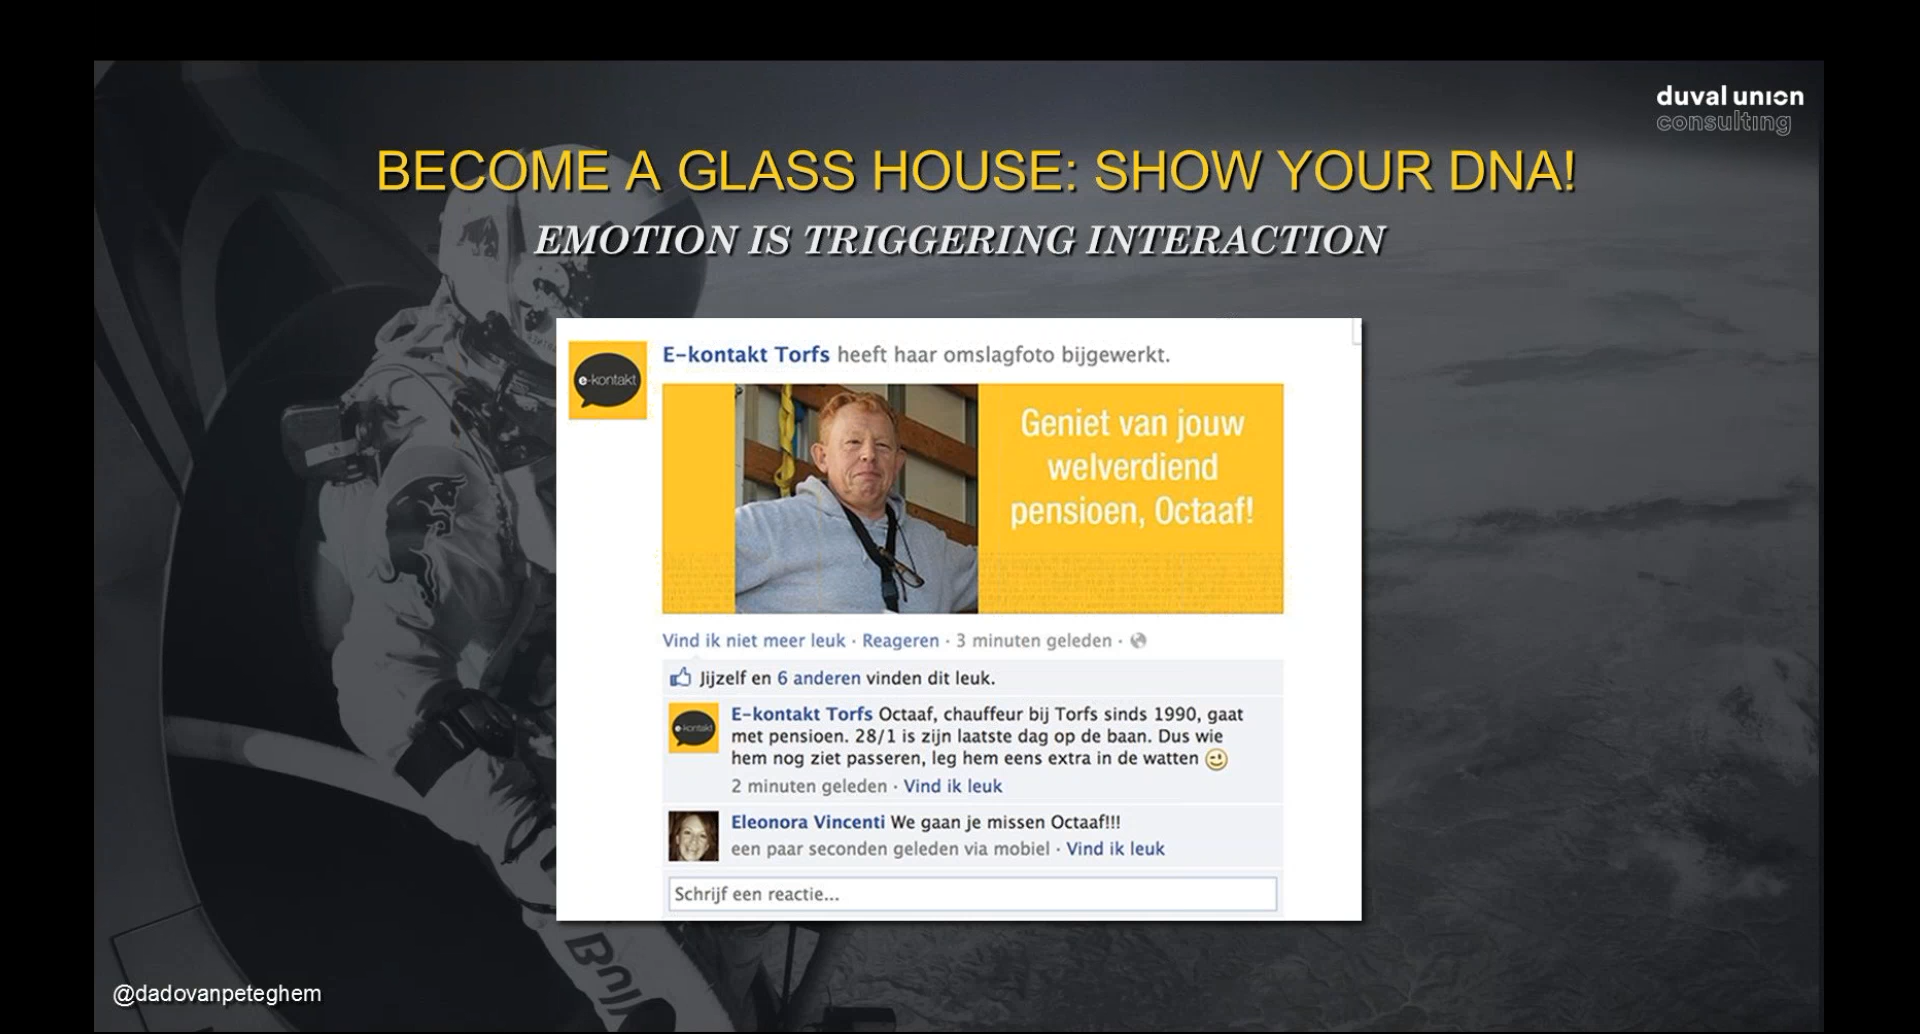 duval union
consulting
BECOME A GLASS HOUSE: SHOW YOUR DNA!
EMOTION IS TRIGGERING INTERACTION
e-kontakt
E-kontakt Torfs heeft haar omslagfoto bijgewerkt.
Geniet van jouw
welverdiend
pensioen, Octaaf!
Vind ik niet meer leuk · Reageren · 3 minuten geleden ·
Jijzelf en 6 anderen vinden dit leuk.
e-kontakt
E-kontakt Torfs Octaaf, chauffeur bij Torfs sinds 1990, gaat
met pensioen. 28/1 is zijn laatste dag op de baan. Dus wie
hem nog ziet passeren, leg hem eens extra in de watten
2 minuten geleden · Vind ik leuk
Eleonora Vincenti We gaan je missen Octaaf!!!
een paar seconden geleden via mobiel · Vind ik leuk
Schrijf een reactie...
@dadovanpeteghem